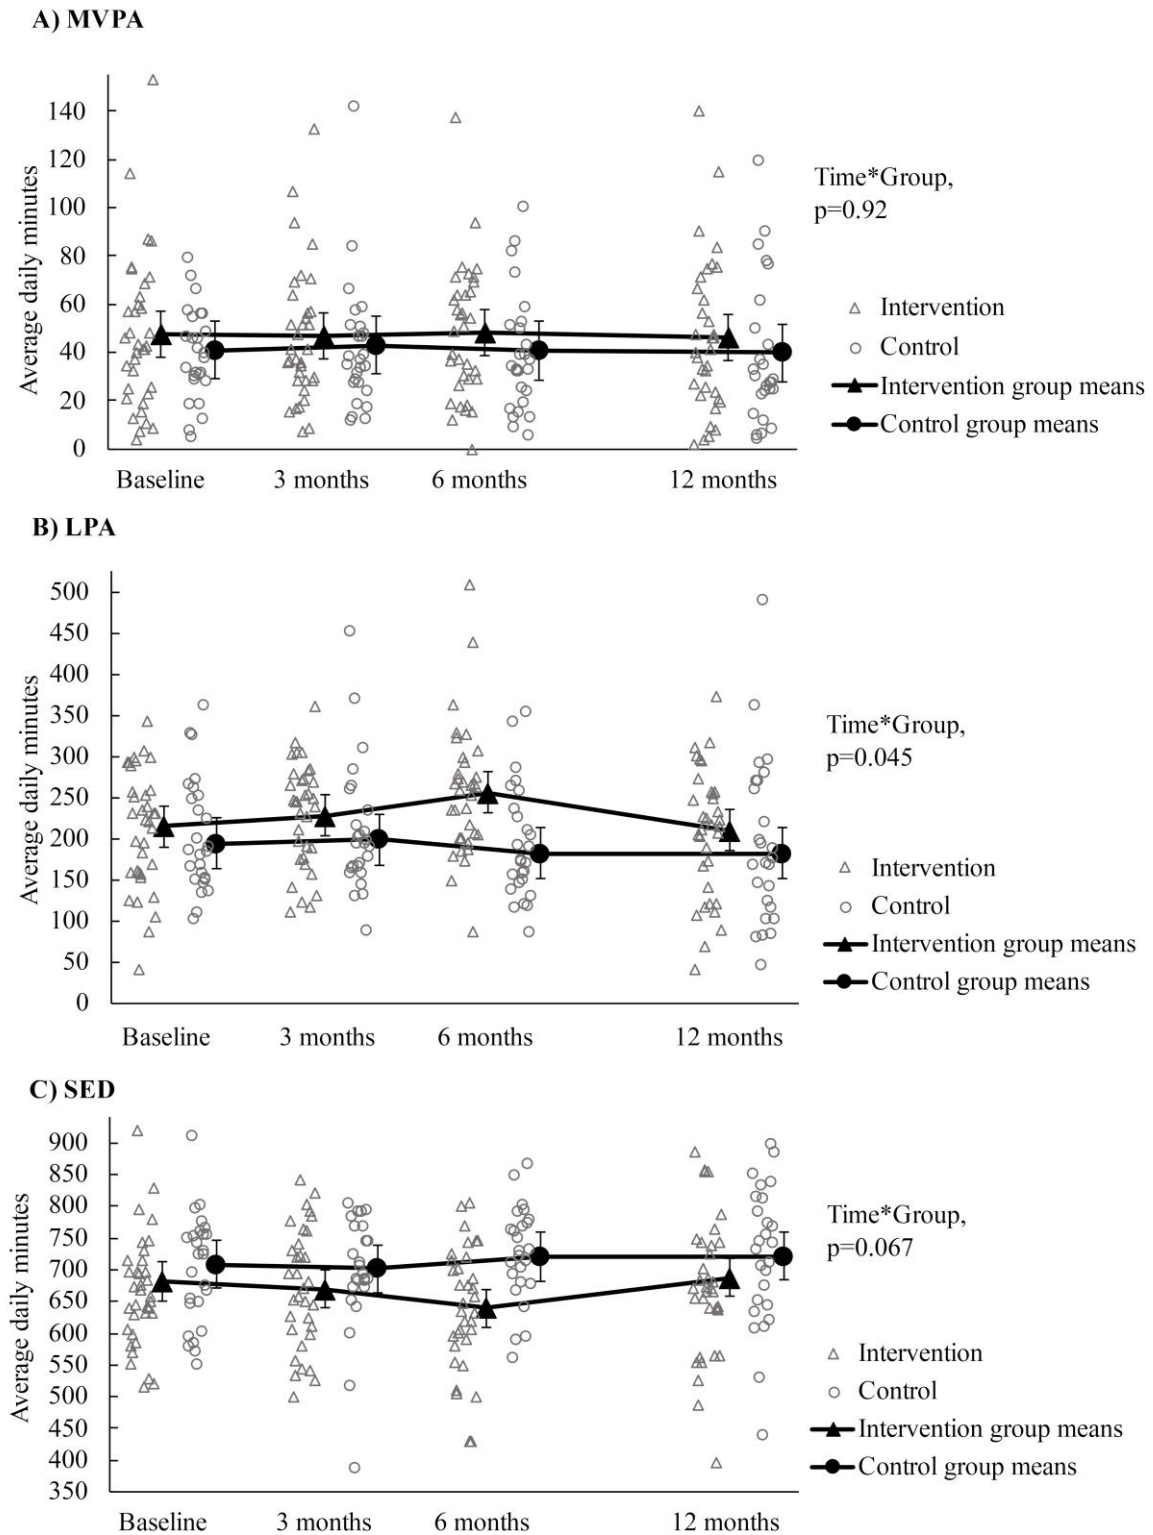 A) MVPA
140
120
100
80
60
40
20
0
Average daily minutes
Baseline
3 months
6 months
12 months
Time*Group,
p=0.92
Intervention
Control
Intervention group means
Control group means
B) LPA
500
450
400
350
300
250
200
150
100
50
0
Average daily minutes
Baseline
3 months
6 months
12 months
Time*Group,
p=0.045
Intervention
Control
Intervention group means
Control group means
C) SED
900
850
800
750
700
650
600
550
500
450
400
350
Average daily minutes
Baseline
3 months
6 months
12 months
Time*Group,
p=0.067
Intervention
Control
Intervention group means
Control group means